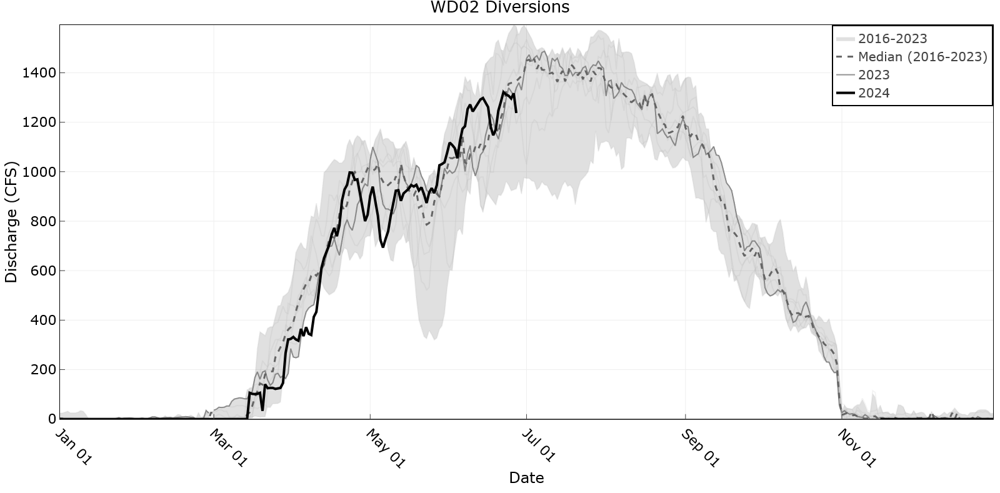 WD02 Diversions
2016-2023
Median (2016-2023)
2023
2024
1400
1200
1000
800
600
400
200
0
Discharge (CFS)
Jan 01
Mar 01
May 01
Jul 01
Sep 01
Nov 01
Date